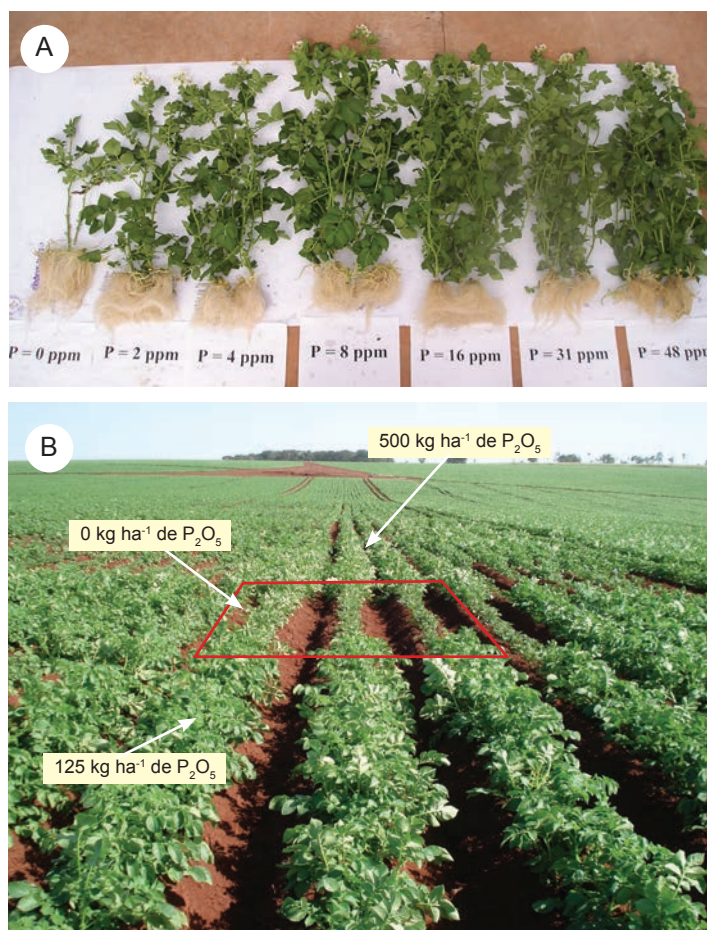 A
P = 0 ppm
P = 2 ppm
P = 4 ppm
P = 8 ppm
P = 16 ppm
P = 31 ppm
P = 48 ppm
B
500 kg ha⁻¹ de P₂O₅
0 kg ha⁻¹ de P₂O₅
125 kg ha⁻¹ de P₂O₅